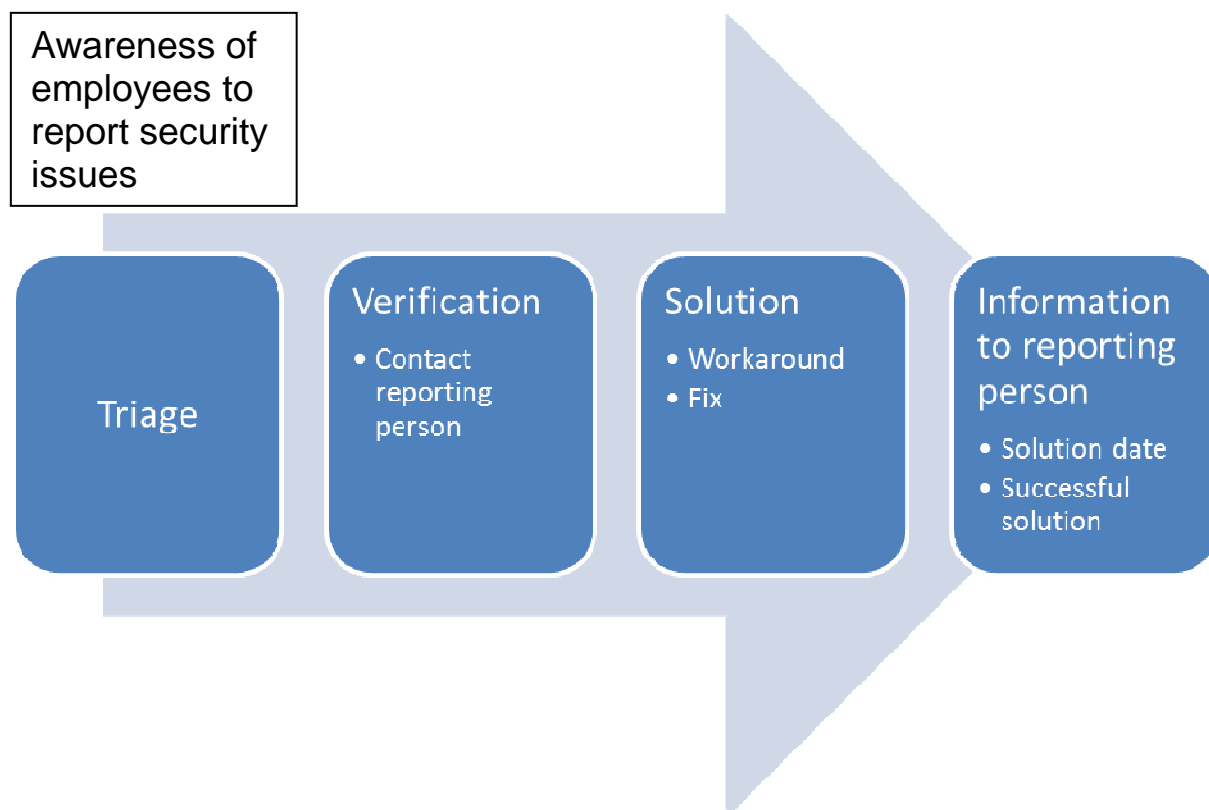 Awareness of
employees to
report security
issues
Triage
Verification
• Contact
reporting
person
Solution
• Workaround
• Fix
Information
to reporting
person
• Solution date
• Successful
solution